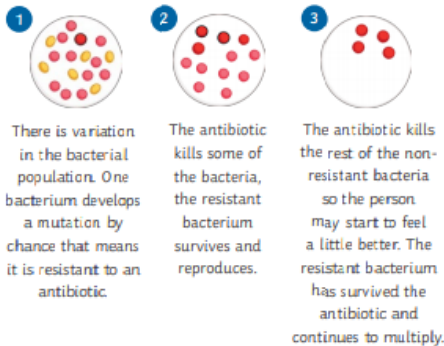 1
There is variation
in the bacterial
population. One
bacterium develops
a mutation by
chance that means
it is resistant to an
antibiotic.
2
The antibiotic
kills some of
the bacteria,
the resistant
bacterium
survives and
reproduces.
3
The antibiotic kills
the rest of the non-
resistant bacteria
so the person
may start to feel
a little better. The
resistant bacterium
has survived the
antibiotic and
continues to multiply.